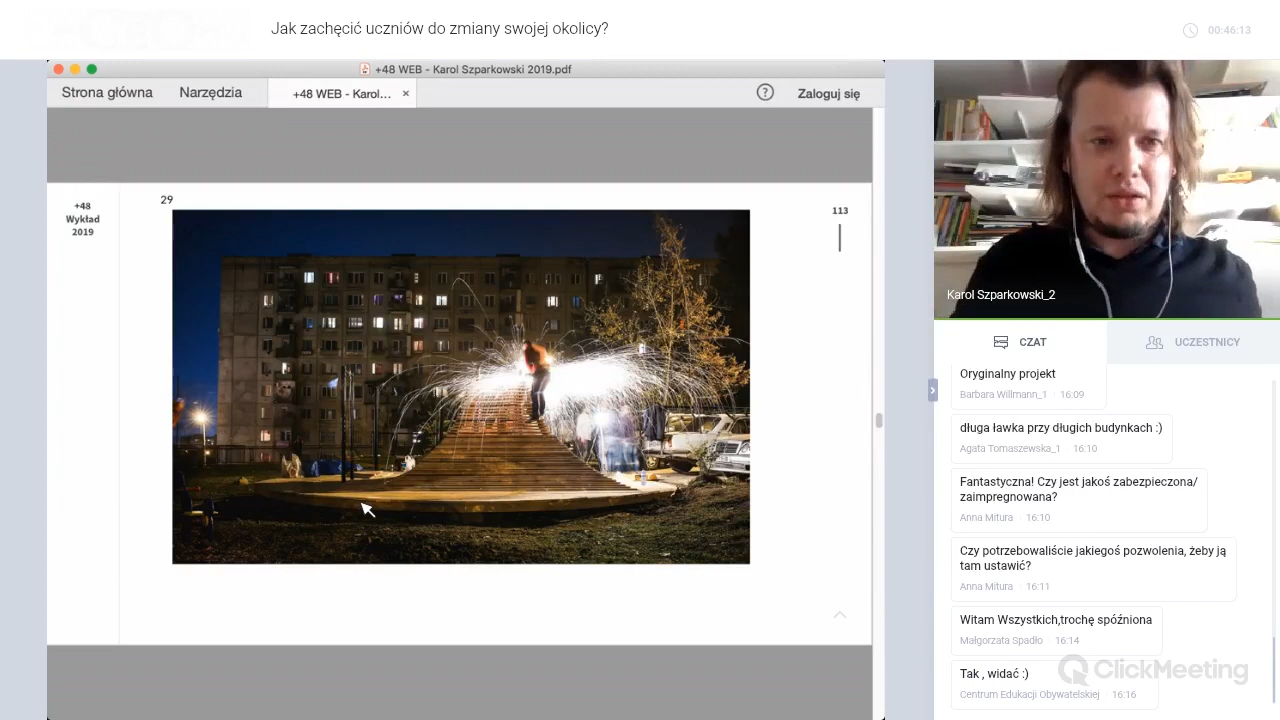 Jak zachęcić uczniów do zmiany swojej okolicy?
00:46:13
+48 WEB - Karol Szparkowski 2019.pdf
Strona główna
Narzędzia
+48 WEB - Karol...
×
?
Zaloguj się
+48
Wykład
2019
29
113
Karol Szparkowski_2
CZAT
UCZESTNICY
Oryginalny projekt
Barbara Willmann_1 · 16:09
długa ławka przy długich budynkach :)
Agata Tomaszewska_1 · 16:10
Fantastyczna! Czy jest jakoś zabezpieczona/
zaimpregnowana?
Anna Mitura · 16:10
Czy potrzebowaliście jakiegoś pozwolenia, żeby ją
tam ustawić?
Anna Mitura · 16:11
Witam Wszystkich,trochę spóźniona
Małgorzata Spadło · 16:14
Tak , widać :)
Centrum Edukacji Obywatelskiej · 16:16
ClickMeeting